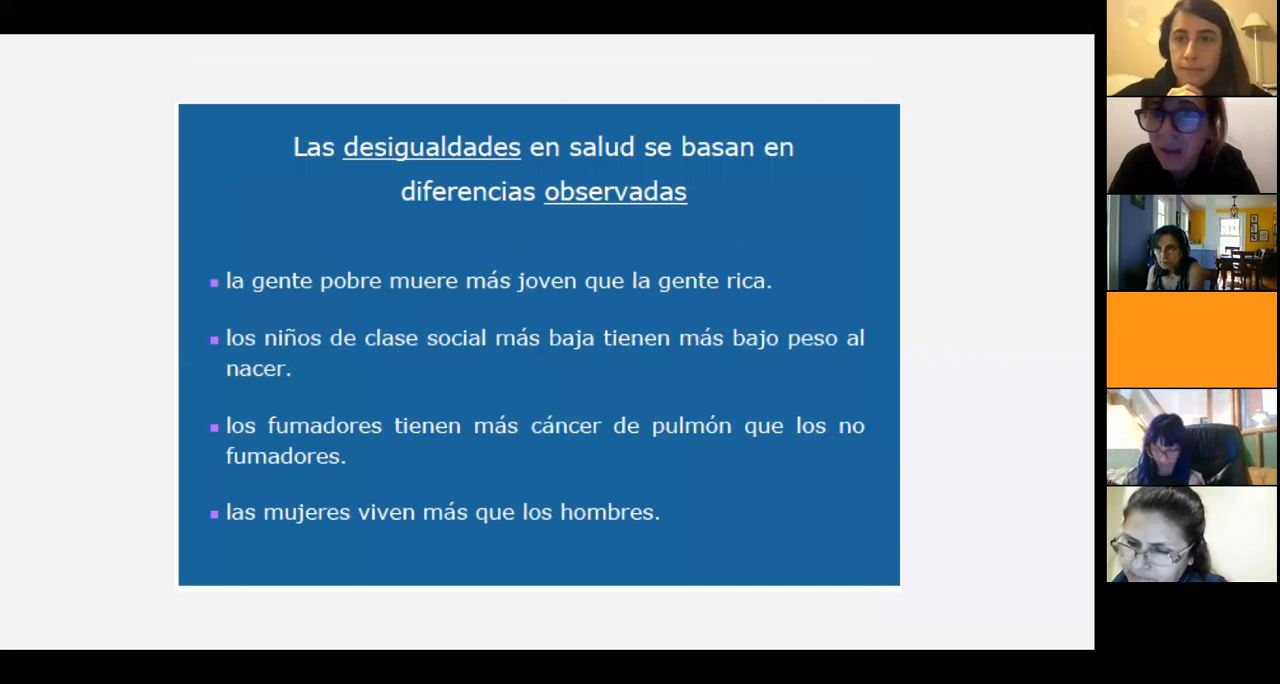 Las desigualdades en salud se basan en
diferencias observadas
la gente pobre muere más joven que la gente rica.
los niños de clase social más baja tienen más bajo peso al
nacer.
los fumadores tienen más cáncer de pulmón que los no
fumadores.
las mujeres viven más que los hombres.